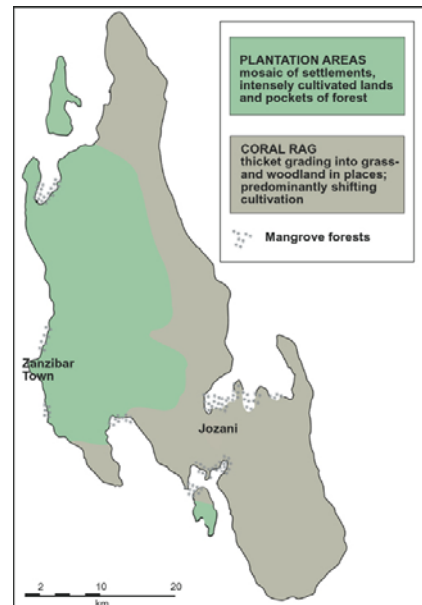 PLANTATION AREAS
mosaic of settlements,
intensely cultivated lands
and pockets of forest
CORAL RAG
thicket grading into grass-
and woodland in places;
predominantly shifting
cultivation
Mangrove forests
Zanzibar
Town
Jozani
2 10 20
km